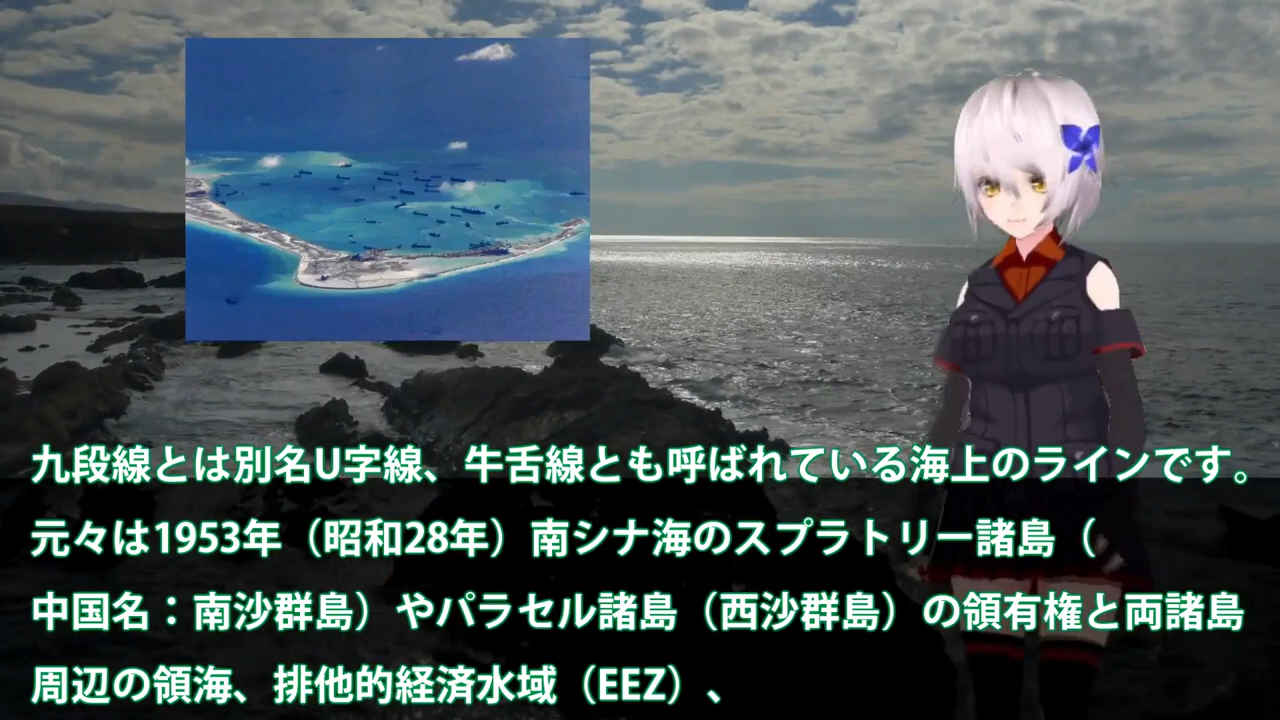 九段線とは別名U字線、牛舌線とも呼ばれている海上のラインです。
元々は1953年（昭和28年）南シナ海のスプラトリー諸島（
中国名：南沙群島）やパラセル諸島（西沙群島）の領有権と両諸島
周辺の領海、排他的経済水域（EEZ）、